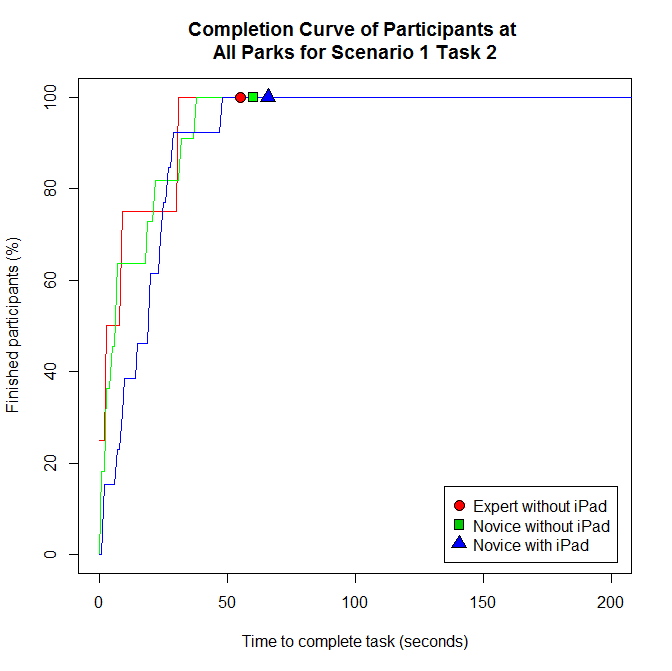 Completion Curve of Participants at
All Parks for Scenario 1 Task 2
Finished participants (%)
100
80
60
40
20
0
0 50 100 150 200
Time to complete task (seconds)
Expert without iPad
Novice without iPad
Novice with iPad